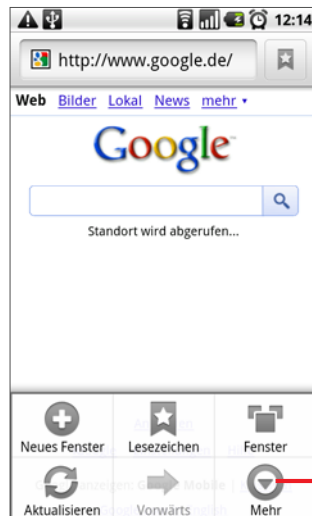 12:14
http://www.google.de/
Web Bilder Lokal News mehr
Google
Standort wird abgerufen...
Neues Fenster Lesezeichen Fenster
Aktualisieren Vorwärts Mehr